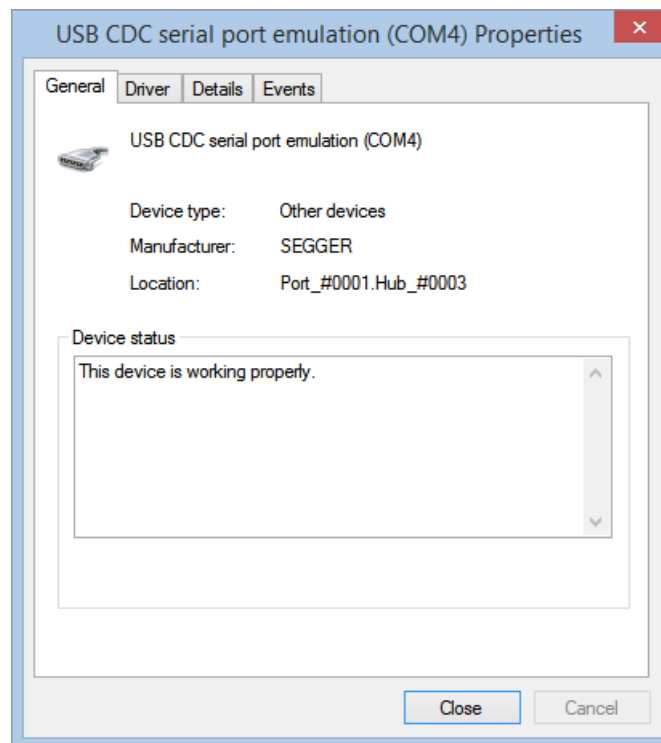 USB CDC serial port emulation (COM4) Properties
General Driver Details Events
USB CDC serial port emulation (COM4)
Device type: Other devices
Manufacturer: SEGGER
Location: Port_#0001.Hub_#0003
Device status
This device is working properly.
Close Cancel